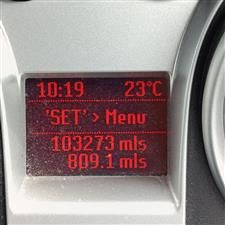 10:19 23°C
'SET' > Menu
103273 mls
809.1 mls